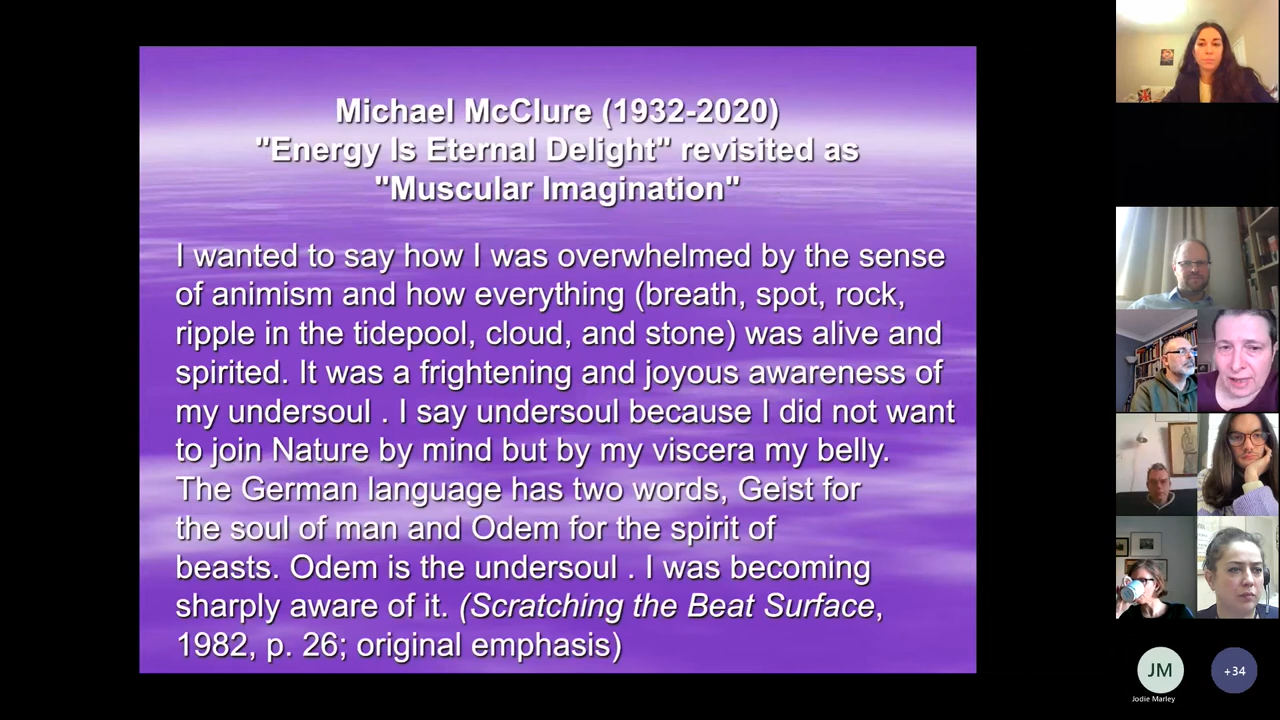 Michael McClure (1932-2020)
"Energy Is Eternal Delight" revisited as
"Muscular Imagination"
I wanted to say how I was overwhelmed by the sense
of animism and how everything (breath, spot, rock,
ripple in the tidepool, cloud, and stone) was alive and
spirited. It was a frightening and joyous awareness of
my undersoul . I say undersoul because I did not want
to join Nature by mind but by my viscera my belly.
The German language has two words, Geist for
the soul of man and Odem for the spirit of
beasts. Odem is the undersoul . I was becoming
sharply aware of it. (Scratching the Beat Surface,
1982, p. 26; original emphasis)
JM
+34
Jodie Marley